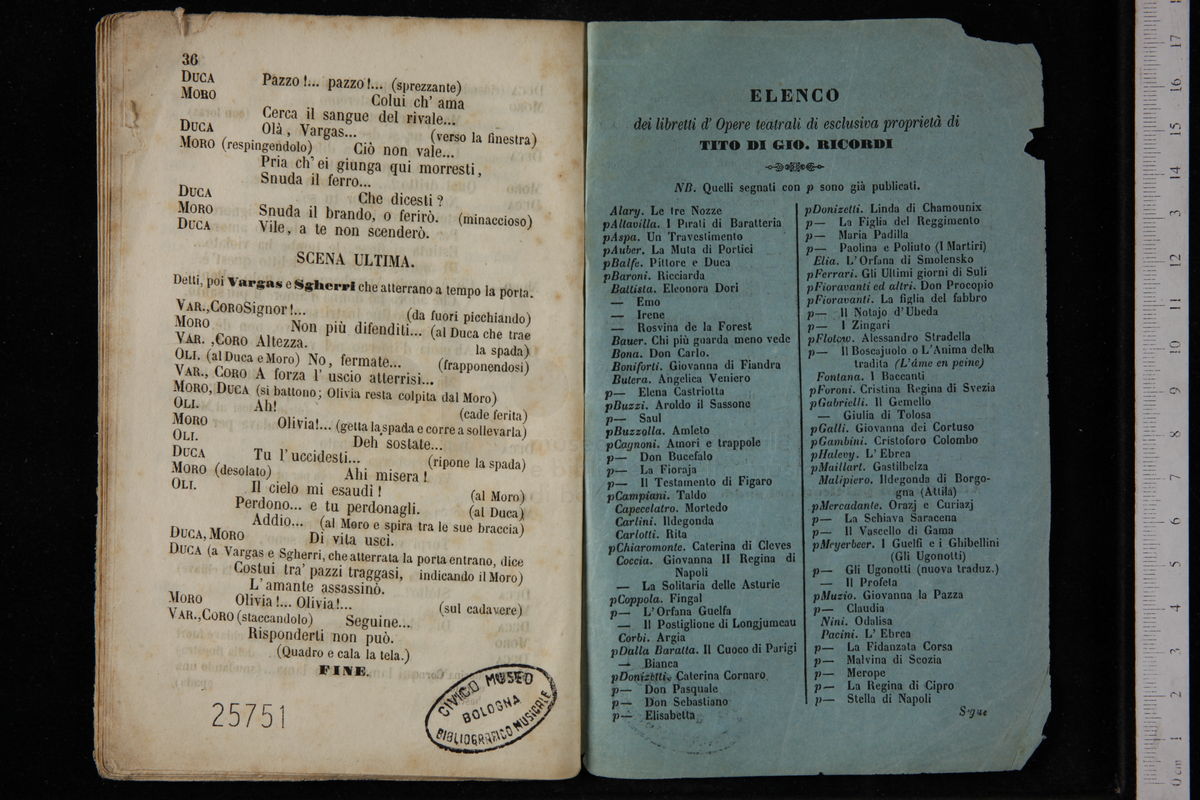 36
DUCA Pazzo!... pazzo!... (sprezzante)
MORO Colui ch' ama
Cerca il sangue del rivale...
DUCA Olà, Vargas... (verso la finestra)
MORO (respingendolo) Ciò non vale...
Pria ch' ei giunga qui morresti,
Snuda il ferro...
DUCA Che dicesti?
MORO Snuda il brando, o ferirò. (minaccioso)
DUCA Vile, a te non scenderò.
SCENA ULTIMA.
Detti, poi Vargas e Sgherri che atterrano a tempo la porta.
VAR., CORO Signor!... (da fuori picchiando)
MORO Non più difenditi... (al Duca che trae
VAR., CORO Altezza. la spada)
OLI. (al Duca e Moro) No, fermate... (frapponendosi)
VAR., CORO A forza l' uscio atterrisi...
MORO, DUCA (si battono; Olivia resta colpita dal Moro)
OLI. Ah! (cade ferita)
MORO Olivia!... (getta la spada e corre a sollevarla)
OLI. Deh sostate...
DUCA Tu l' uccidesti... (ripone la spada)
MORO (desolato) Ahi misera!
OLI. Il cielo mi esaudì! (al Moro)
Perdono... e tu perdonagli. (al Duca)
Addio... (al Moro e spira tra le sue braccia)
DUCA, MORO Di vita uscì.
DUCA (a Vargas e Sgherri, che atterrata la porta entrano, dice
Costui tra' pazzi traggasi, indicando il Moro)
L' amante assassinò.
MORO Olivia!... Olivia!... (sul cadavere)
VAR., CORO (staccandolo) Seguine...
Risponderti non può.
(Quadro e cala la tela.)
FINE.
25751
CIVICO MUSEO
BOLOGNA
BIBLIOGRAFICO MUSICALE
ELENCO
dei libretti d' Opere teatrali di esclusiva proprietà di
TITO DI GIO. RICORDI
NB. Quelli segnati con p sono già publicati.
Alary. Le tre Nozze
pAltavilla. I Pirati di Baratteria
pAspa. Un Travestimento
pAuber. La Muta di Portici
pBalfe. Pittore e Duca
pBaroni. Ricciarda
Battista. Eleonora Dori
— Emo
— Irene
— Rosvina de la Forest
Bauer. Chi più guarda meno vede
Bona. Don Carlo.
Boniforti. Giovanna di Fiandra
Butera. Angelica Veniero
p— Elena Castriotta
pBuzzi. Aroldo il Sassone
p— Saul
pBuzzolla. Amleto
pCagnoni. Amori e trappole
p— Don Bucefalo
p— La Fioraja
p— Il Testamento di Figaro
pCampiani. Taldo
Capecelatro. Mortedo
Carlini. Ildegonda
Carlotti. Rita
pChiaromonte. Caterina di Cleves
Coccia. Giovanna II Regina di
Napoli
— La Solitaria delle Asturie
pCoppola. Fingal
p— L' Orfana Guelfa
— Il Postiglione di Longjumeau
Corbi. Argia
pDalla Baratta. Il Cuoco di Parigi
— Bianca
pDonizetti. Caterina Cornaro
p— Don Pasquale
p— Don Sebastiano
p— Elisabetta
pDonizetti. Linda di Chamounix
p— La Figlia del Reggimento
p— Maria Padilla
p— Paolina e Poliuto (I Martiri)
Elia. L' Orfana di Smolensko
pFerrari. Gli Ultimi giorni di Suli
pFioravanti ed altri. Don Procopio
pFioravanti. La figlia del fabbro
p— Il Notajo d' Ubeda
p— I Zingari
pFlotow. Alessandro Stradella
p— Il Boscajuolo o L'Anima della
tradita (L'âme en peine)
Fontana. I Baccanti
pForoni. Cristina Regina di Svezia
pGabrielli. Il Gemello
— Giulia di Tolosa
pGalli. Giovanna dei Cortuso
pGambini. Cristoforo Colombo
pHalevy. L' Ebrea
pMaillart. Gastilbelza
Malipiero. Ildegonda di Borgo-
gna (Attila)
pMercadante. Orazj e Curiazj
p— La Schiava Saracena
p— Il Vascello di Gama
pMeyerbeer. I Guelfi e i Ghibellini
(Gli Ugonotti)
p— Gli Ugonotti (nuova traduz.)
— Il Profeta
pMuzio. Giovanna la Pazza
p— Claudia
Nini. Odalisa
Pacini. L' Ebrea
p— La Fidanzata Corsa
p— Malvina di Scozia
p— Merope
p— La Regina di Cipro
p— Stella di Napoli
Segue
0 cm 1 2 3 4 5 6 7 8 9 10 11 12 13 14 15 16 17